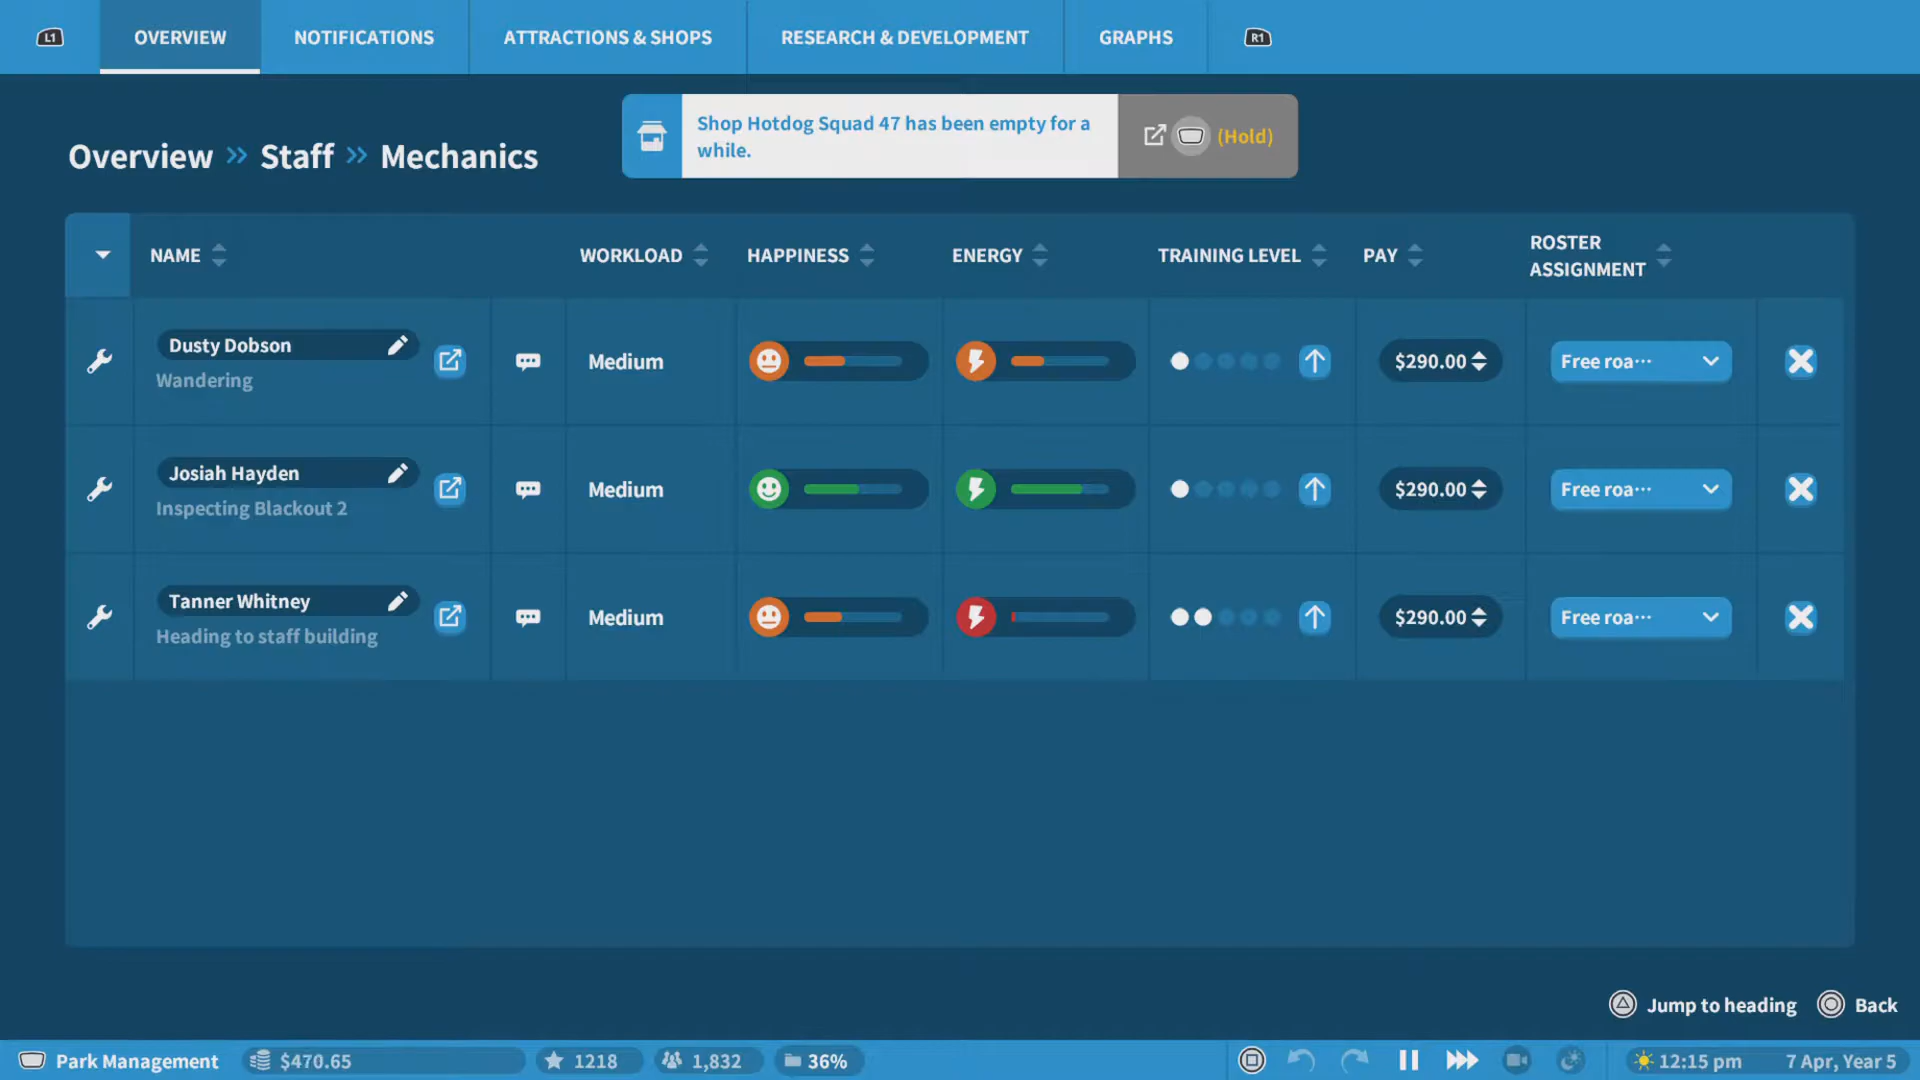 L1
OVERVIEW
NOTIFICATIONS
ATTRACTIONS & SHOPS
RESEARCH & DEVELOPMENT
GRAPHS
R1
Overview » Staff » Mechanics
Shop Hotdog Squad 47 has been empty for a
while.
(Hold)
NAME
WORKLOAD
HAPPINESS
ENERGY
TRAINING LEVEL
PAY
ROSTER
ASSIGNMENT
Dusty Dobson
Wandering
Medium
$290.00
Free roa···
Josiah Hayden
Inspecting Blackout 2
Medium
$290.00
Free roa···
Tanner Whitney
Heading to staff building
Medium
$290.00
Free roa···
Jump to heading
Back
Park Management
$470.65
1218
1,832
36%
12:15 pm
7 Apr, Year 5